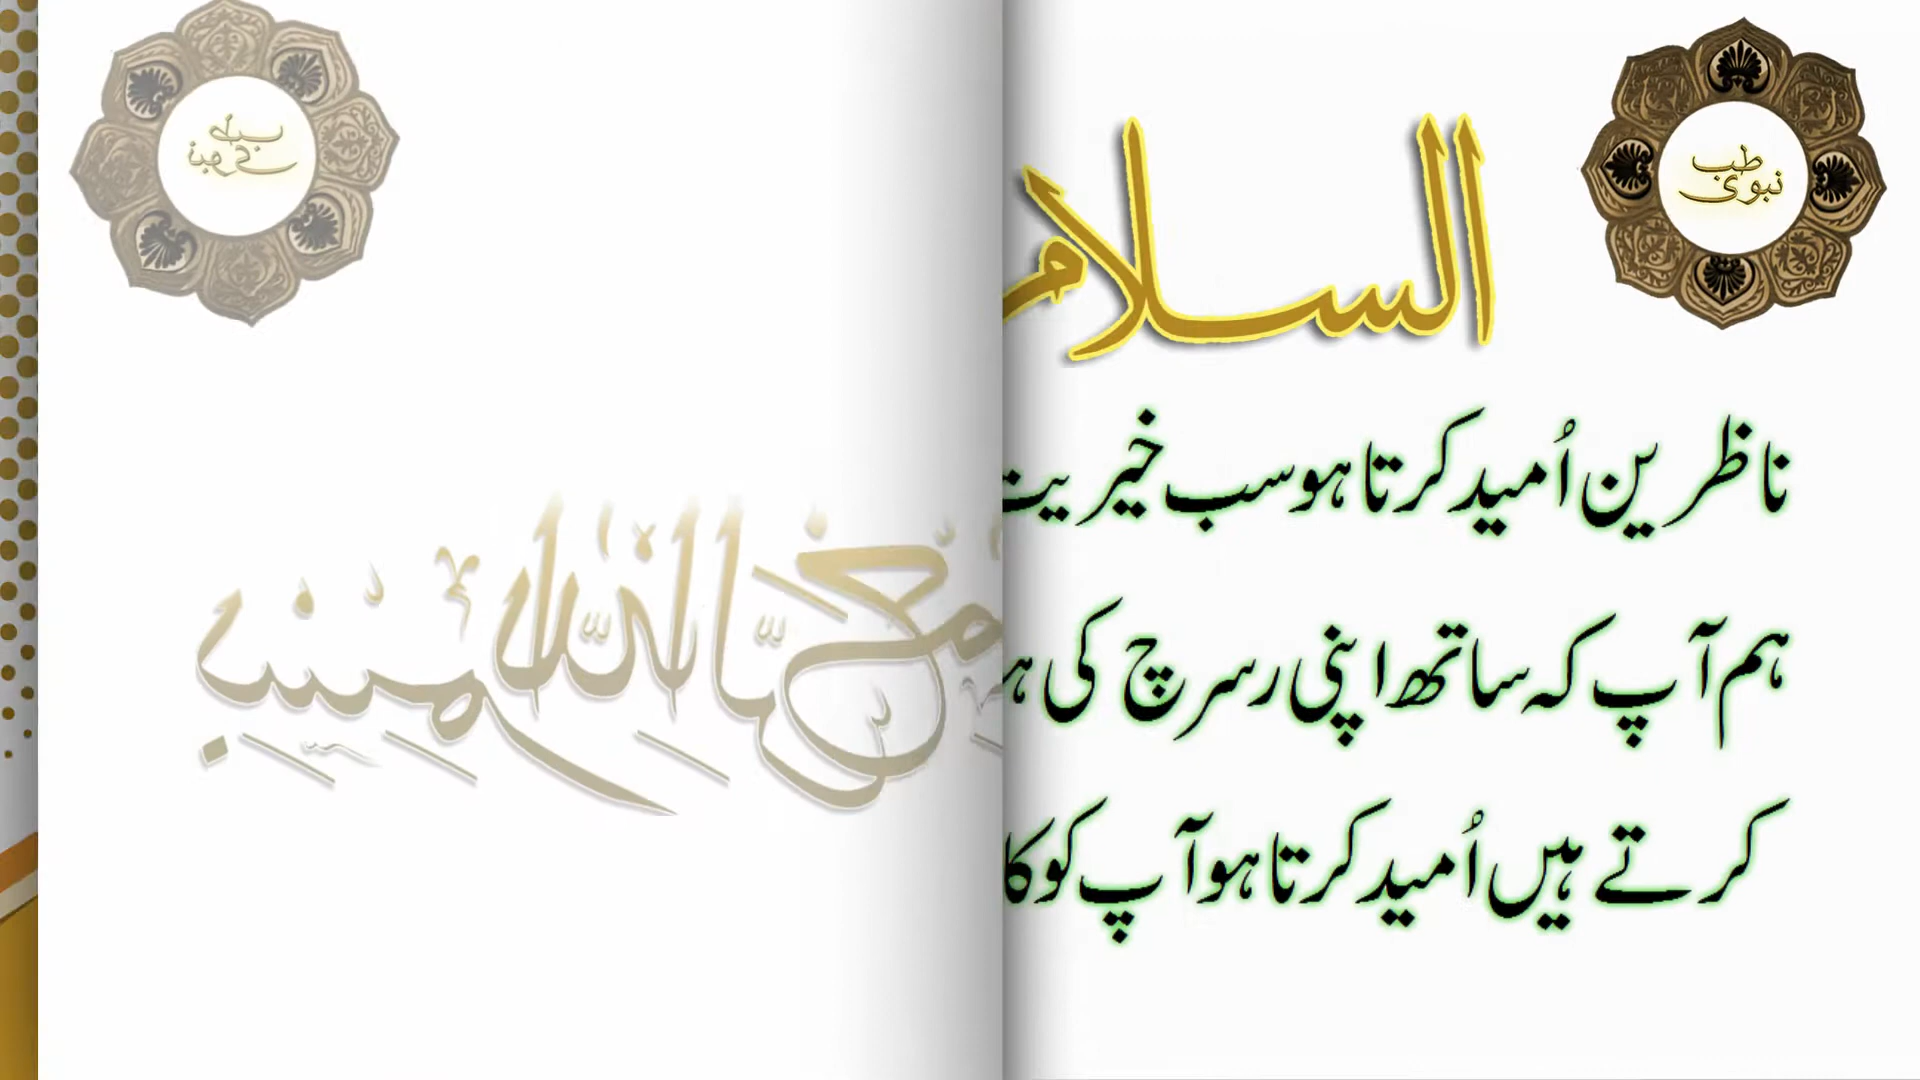 طب
نبوی
السلام
ناظرین اُمید کرتا ہو سب خیریت
ہم آپ کہ ساتھ اپنی رسرچ کی
کرتے ہیں اُمید کرتا ہو آپ کو